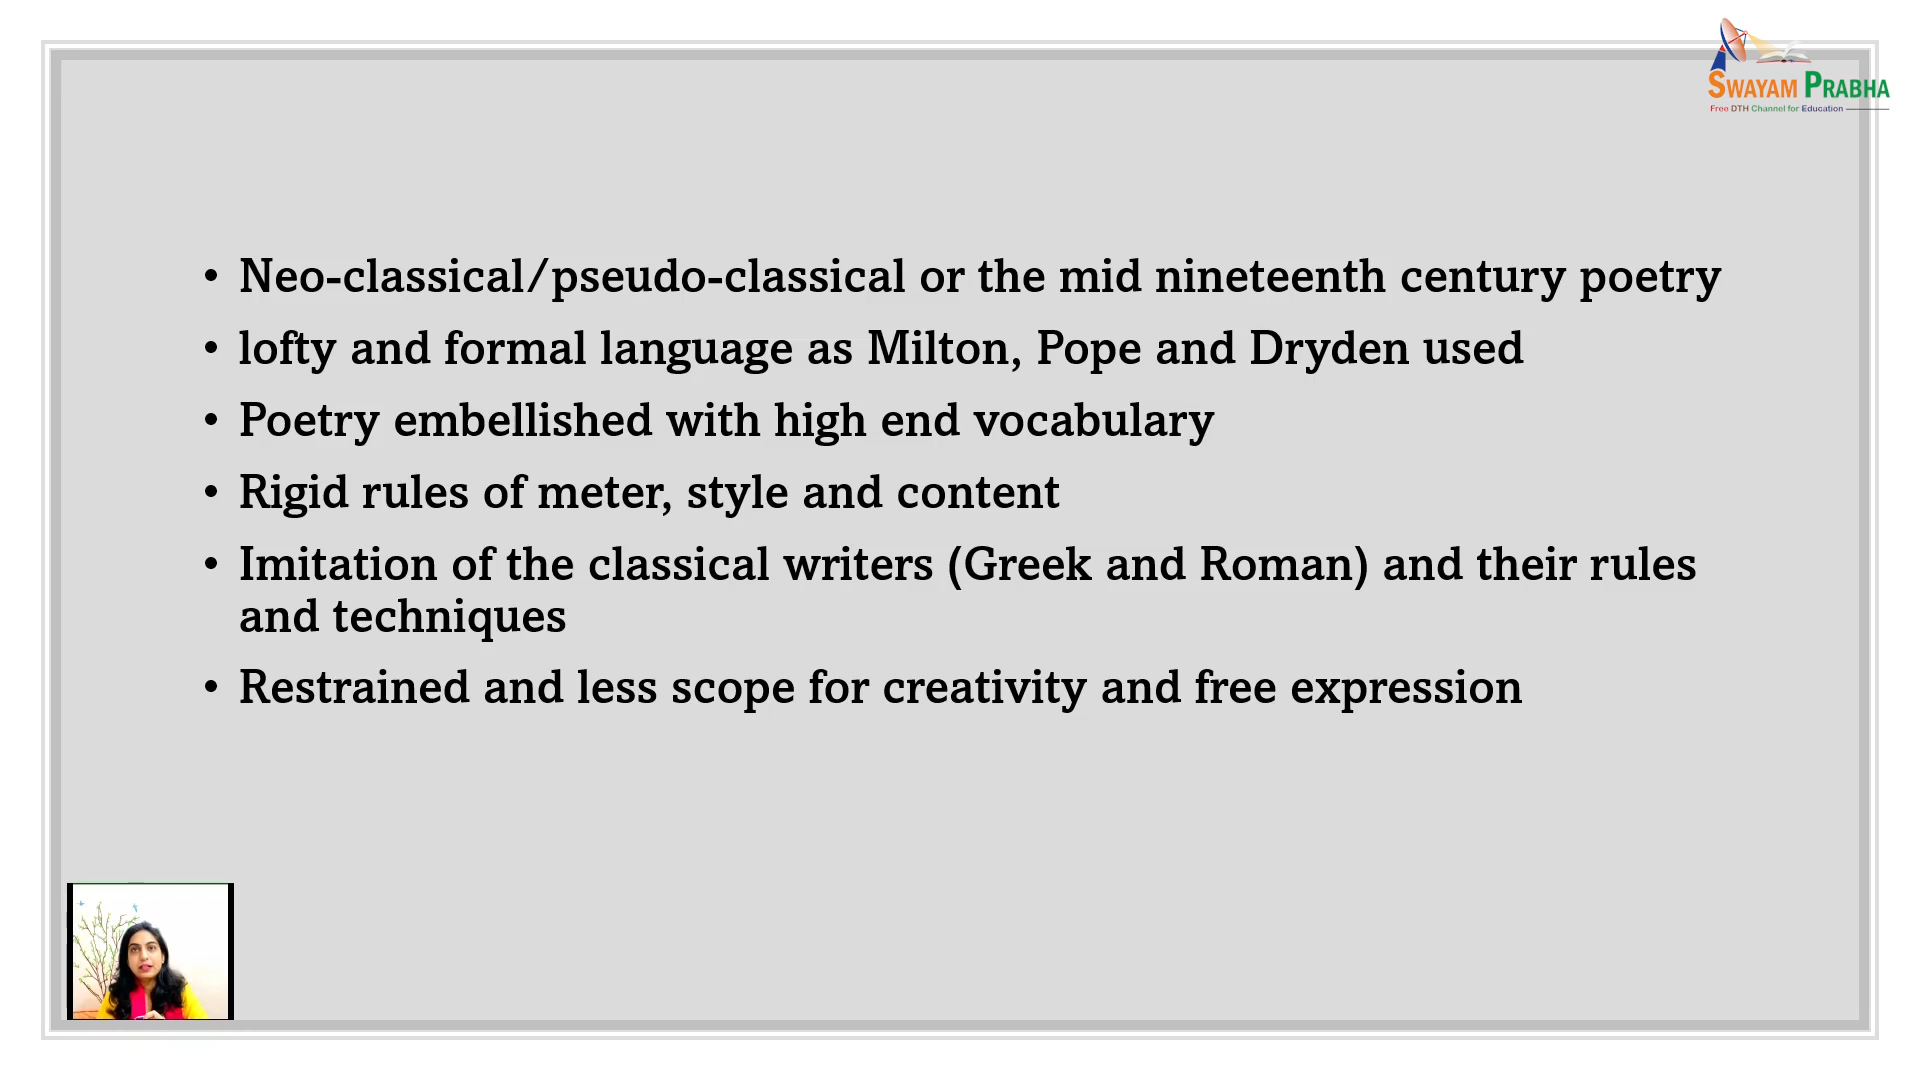 SWAYAM PRABHA
Free DTH Channel for Education
• Neo-classical/pseudo-classical or the mid nineteenth century poetry
• lofty and formal language as Milton, Pope and Dryden used
• Poetry embellished with high end vocabulary
• Rigid rules of meter, style and content
• Imitation of the classical writers (Greek and Roman) and their rules
and techniques
• Restrained and less scope for creativity and free expression